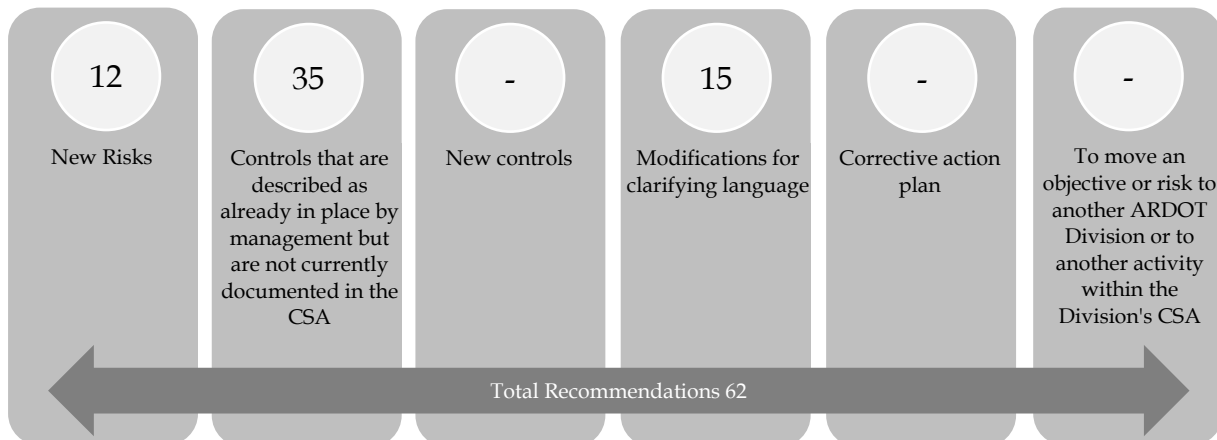 12
New Risks
35
Controls that are
described as
already in place by
management but
are not currently
documented in the
CSA
-
New controls
15
Modifications for
clarifying language
-
Corrective action
plan
-
To move an
objective or risk to
another ARDOT
Division or to
another activity
within the
Division's CSA
Total Recommendations 62